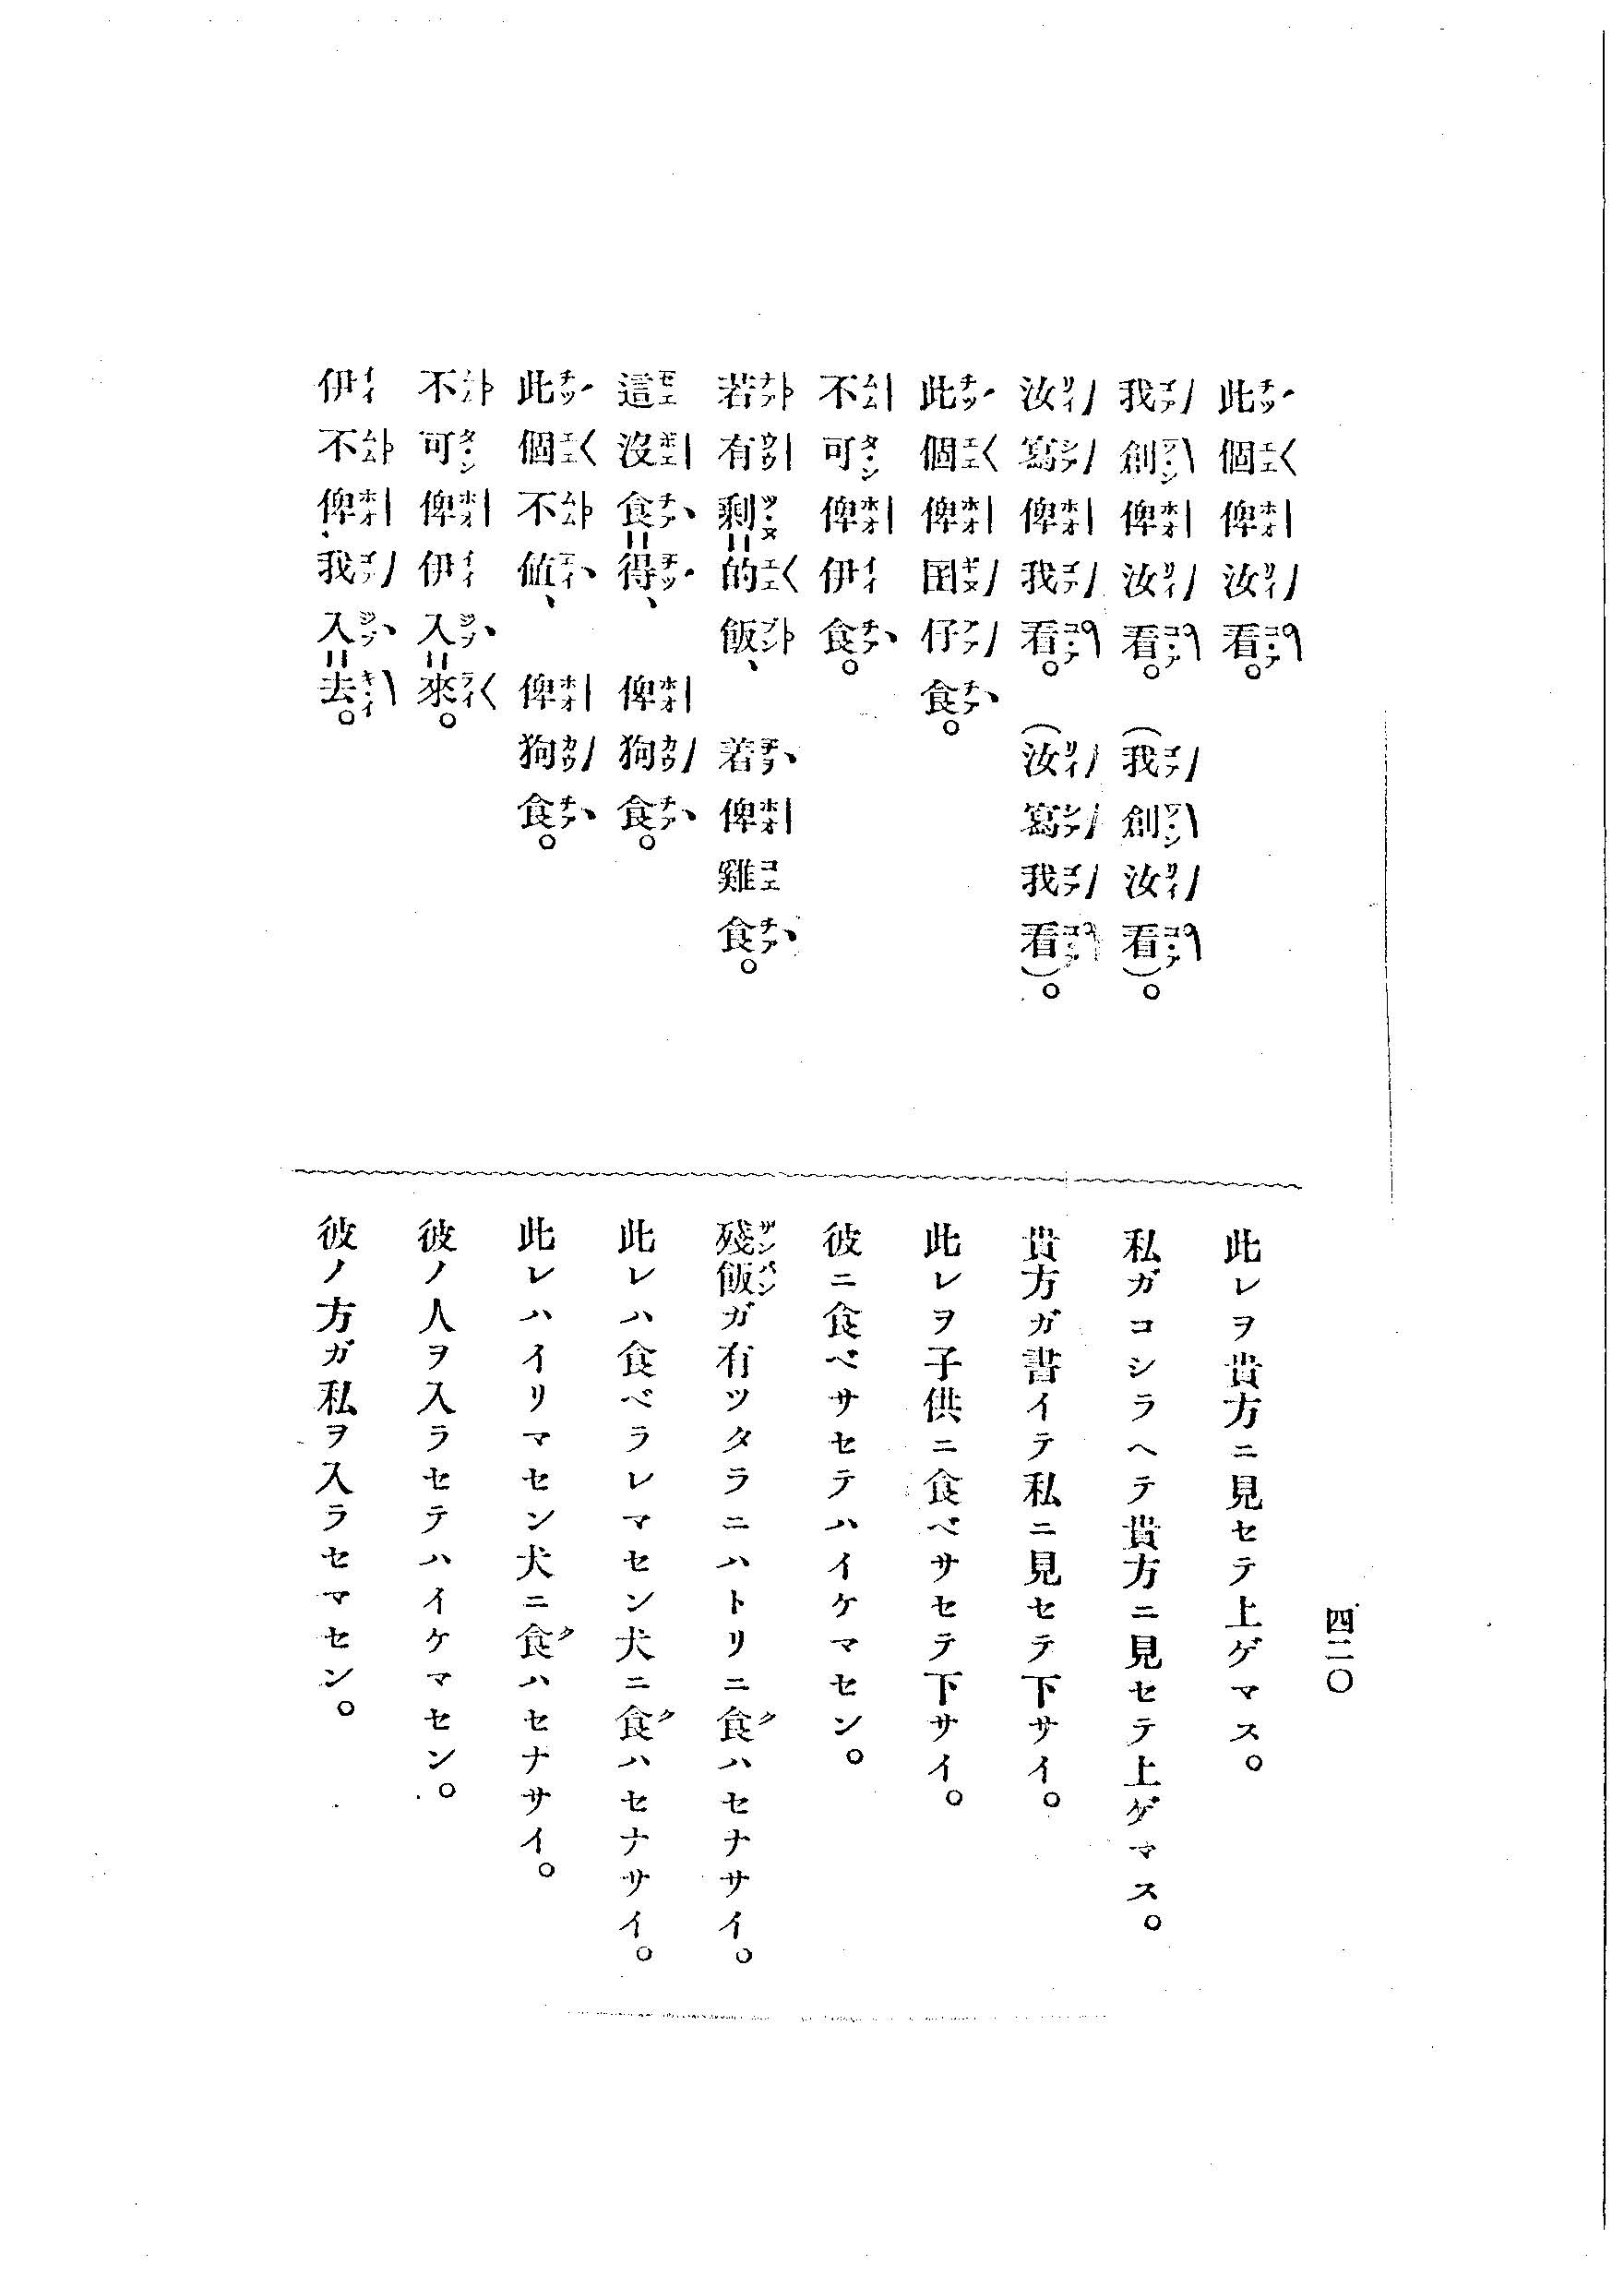 四二〇
此個俾汝看。
我創俾汝看。(我創汝看)。
汝寫俾我看。(汝寫我看)。
此個俾囝仔食。
不可俾伊食。
若有剩的飯、着俾雞食。
這沒食得、俾狗食。
此個不値、俾狗食。
不可俾伊入來。
伊不俾我入去。
此レヲ貴方ニ見セテ上ゲマス。
私ガコシラヘテ貴方ニ見セテ上ゲマス。
貴方ガ書イテ私ニ見セテ下サイ。
此レヲ子供ニ食ベサセテ下サイ。
彼ニ食ベサセテハイケマセン。
殘飯ガ有ツタラニハトリニ食ハセナサイ。
此レハ食ベラレマセン犬ニ食ハセナサイ。
此レハイリマセン犬ニ食ハセナサイ。
彼ノ人ヲ入ラセテハイケマセン。
彼ノ方ガ私ヲ入ラセマセン。